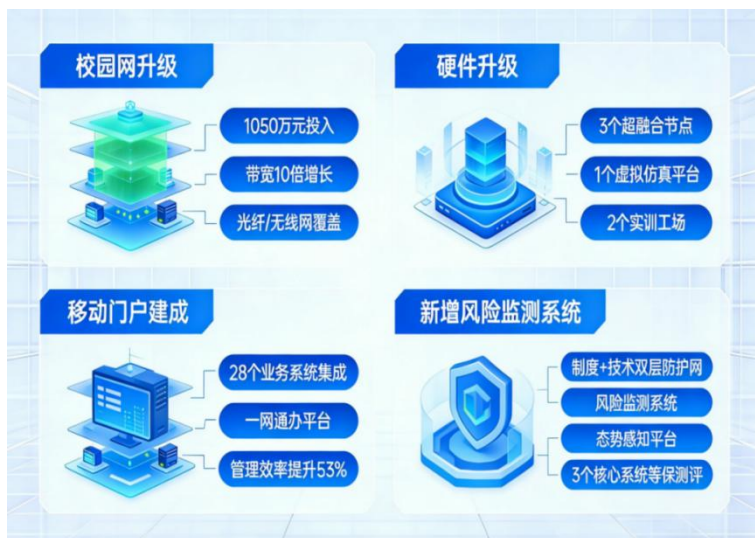 校园网升级
1050万元投入
带宽10倍增长
光纤/无线网覆盖
硬件升级
3个超融合节点
1个虚拟仿真平台
2个实训工场
移动门户建成
28个业务系统集成
一网通办平台
管理效率提升53%
新增风险监测系统
制度+技术双层防护网
风险监测系统
态势感知平台
3个核心系统等保测评